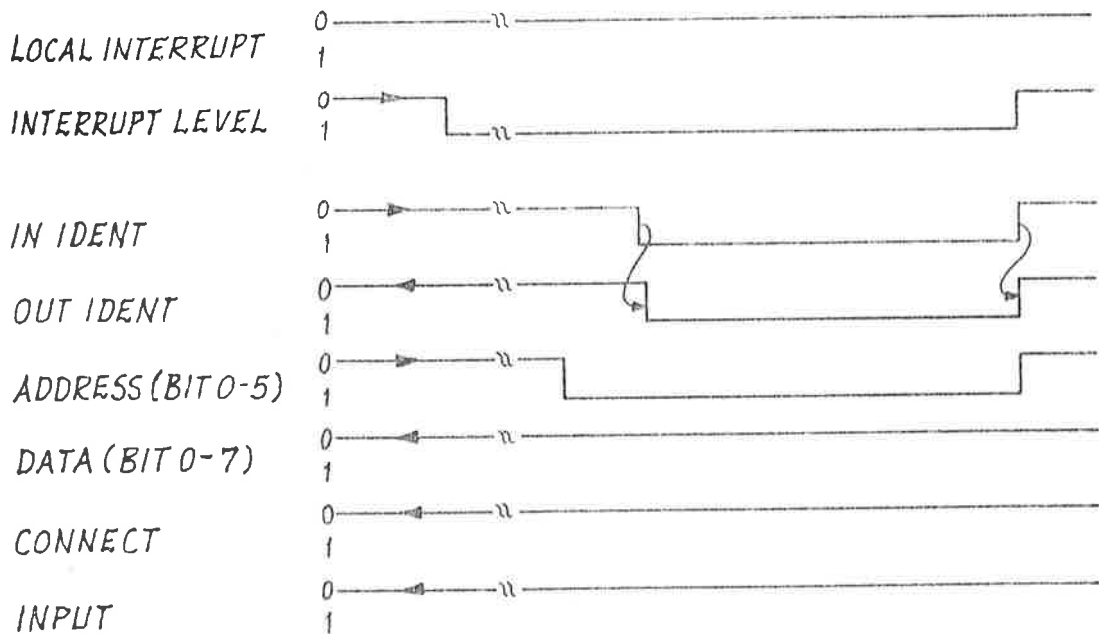 0
LOCAL INTERRUPT
1
0
INTERRUPT LEVEL
1
0
IN IDENT
1
0
OUT IDENT
1
0
ADDRESS (BIT 0-5)
1
0
DATA (BIT 0-7)
1
0
CONNECT
1
0
INPUT
1